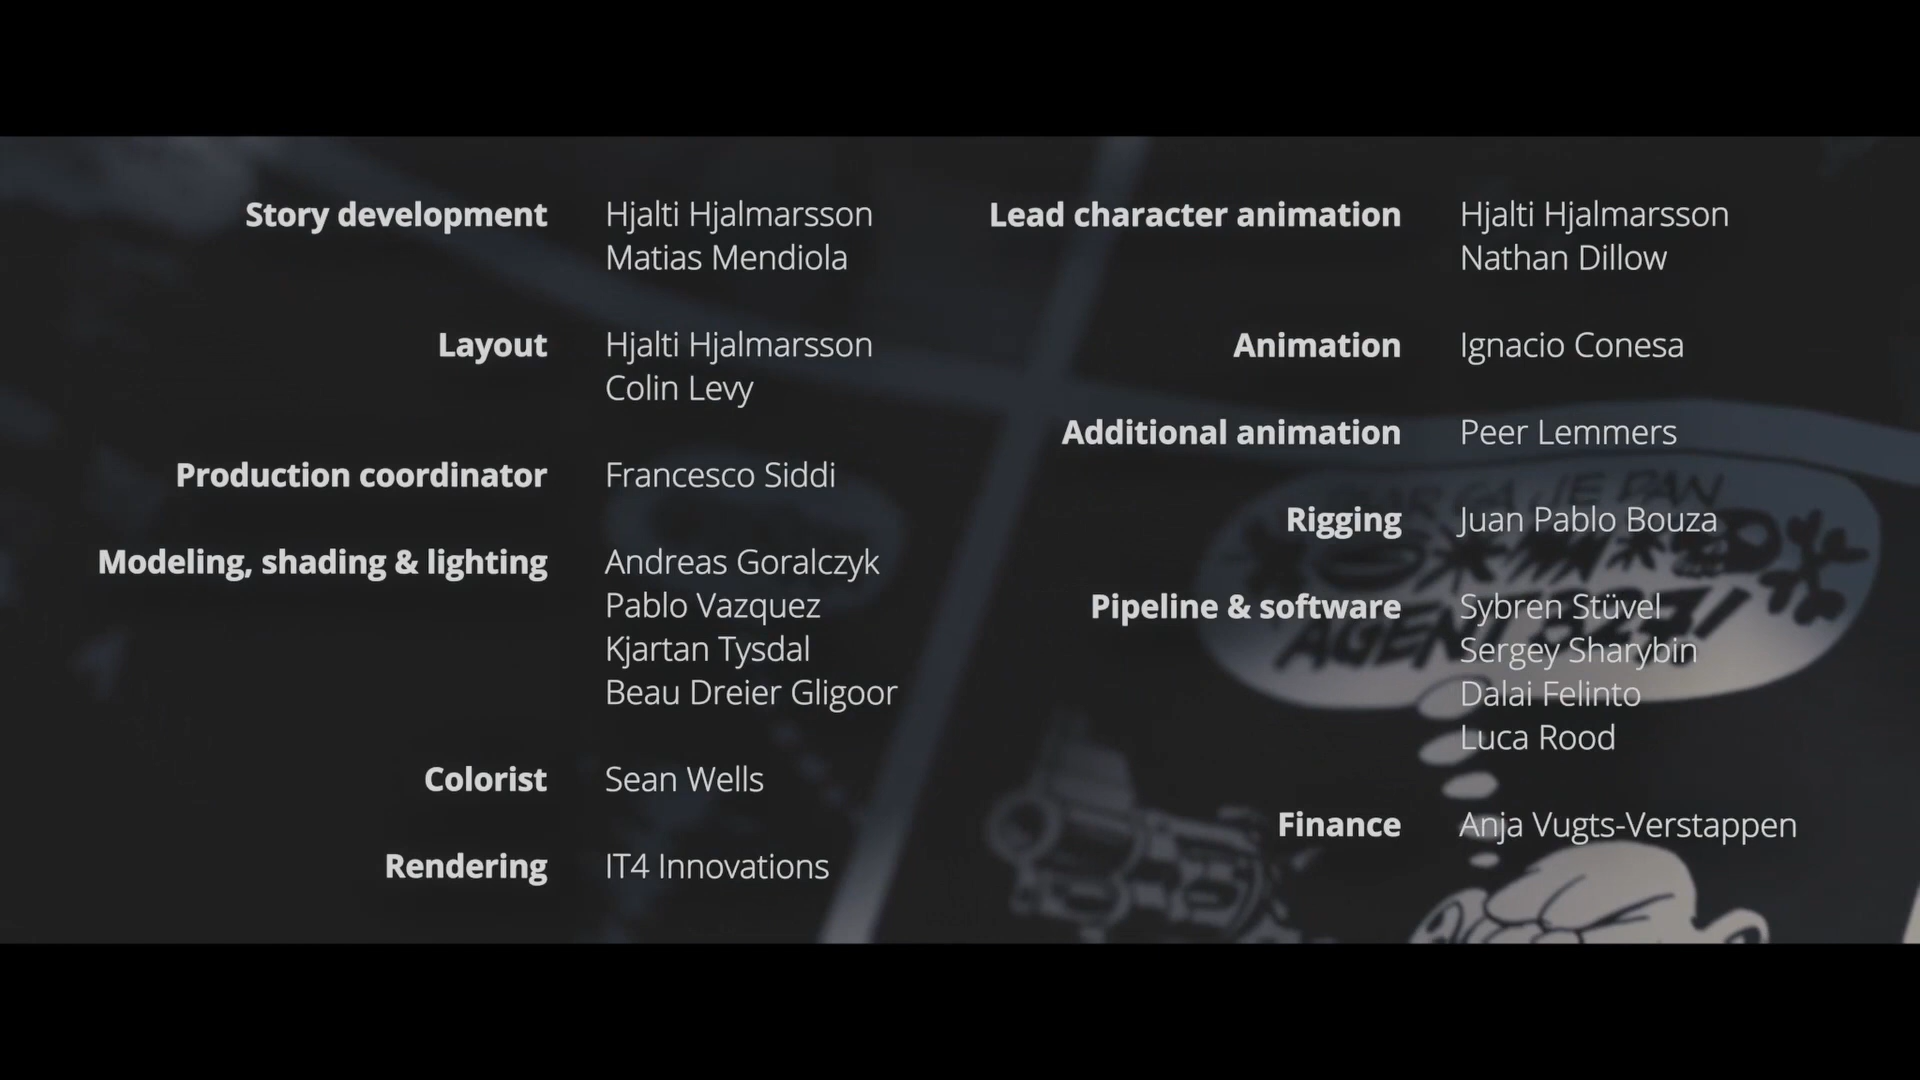 Story development Hjalti Hjalmarsson
Matias Mendiola
Layout Hjalti Hjalmarsson
Colin Levy
Production coordinator Francesco Siddi
Modeling, shading & lighting Andreas Goralczyk
Pablo Vazquez
Kjartan Tysdal
Beau Dreier Gligoor
Colorist Sean Wells
Rendering IT4 Innovations
Lead character animation Hjalti Hjalmarsson
Nathan Dillow
Animation Ignacio Conesa
Additional animation Peer Lemmers
Rigging Juan Pablo Bouza
Pipeline & software Sybren Stüvel
Sergey Sharybin
Dalai Felinto
Luca Rood
Finance Anja Vugts-Verstappen